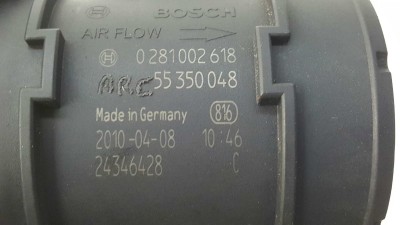 BOSCH
AIR FLOW
0 281 002 618
55 350 048
Made in Germany 816
2010-04-08 10:46
24346428 C